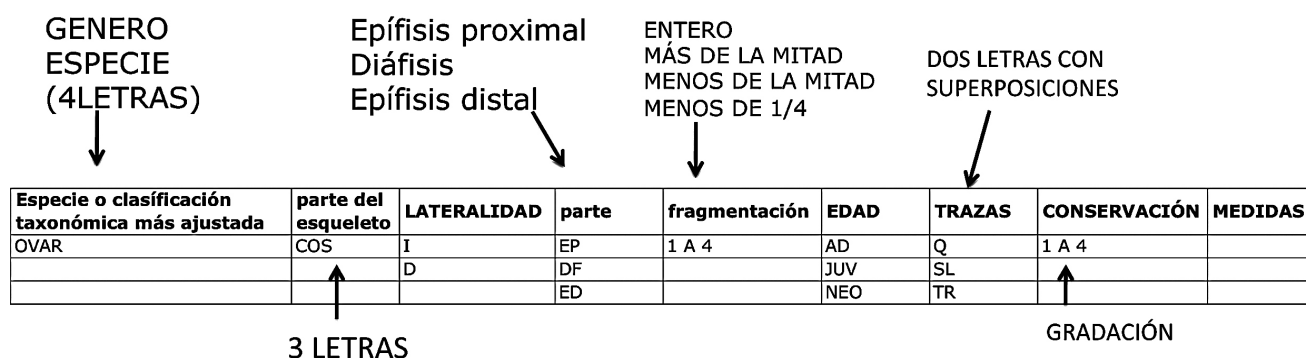 GENERO
ESPECIE
(4LETRAS)
Epífisis proximal
Diáfisis
Epífisis distal
ENTERO
MÁS DE LA MITAD
MENOS DE LA MITAD
MENOS DE 1/4
DOS LETRAS CON
SUPERPOSICIONES
Especie o clasíficación
taxonómica más ajustada
parte del
esqueleto
LATERALIDAD
parte
fragmentación
EDAD
TRAZAS
CONSERVACIÓN
MEDIDAS
OVAR COS I EP 1 A 4 AD Q 1 A 4
D DF JUV SL
ED NEO TR
3 LETRAS
GRADACIÓN